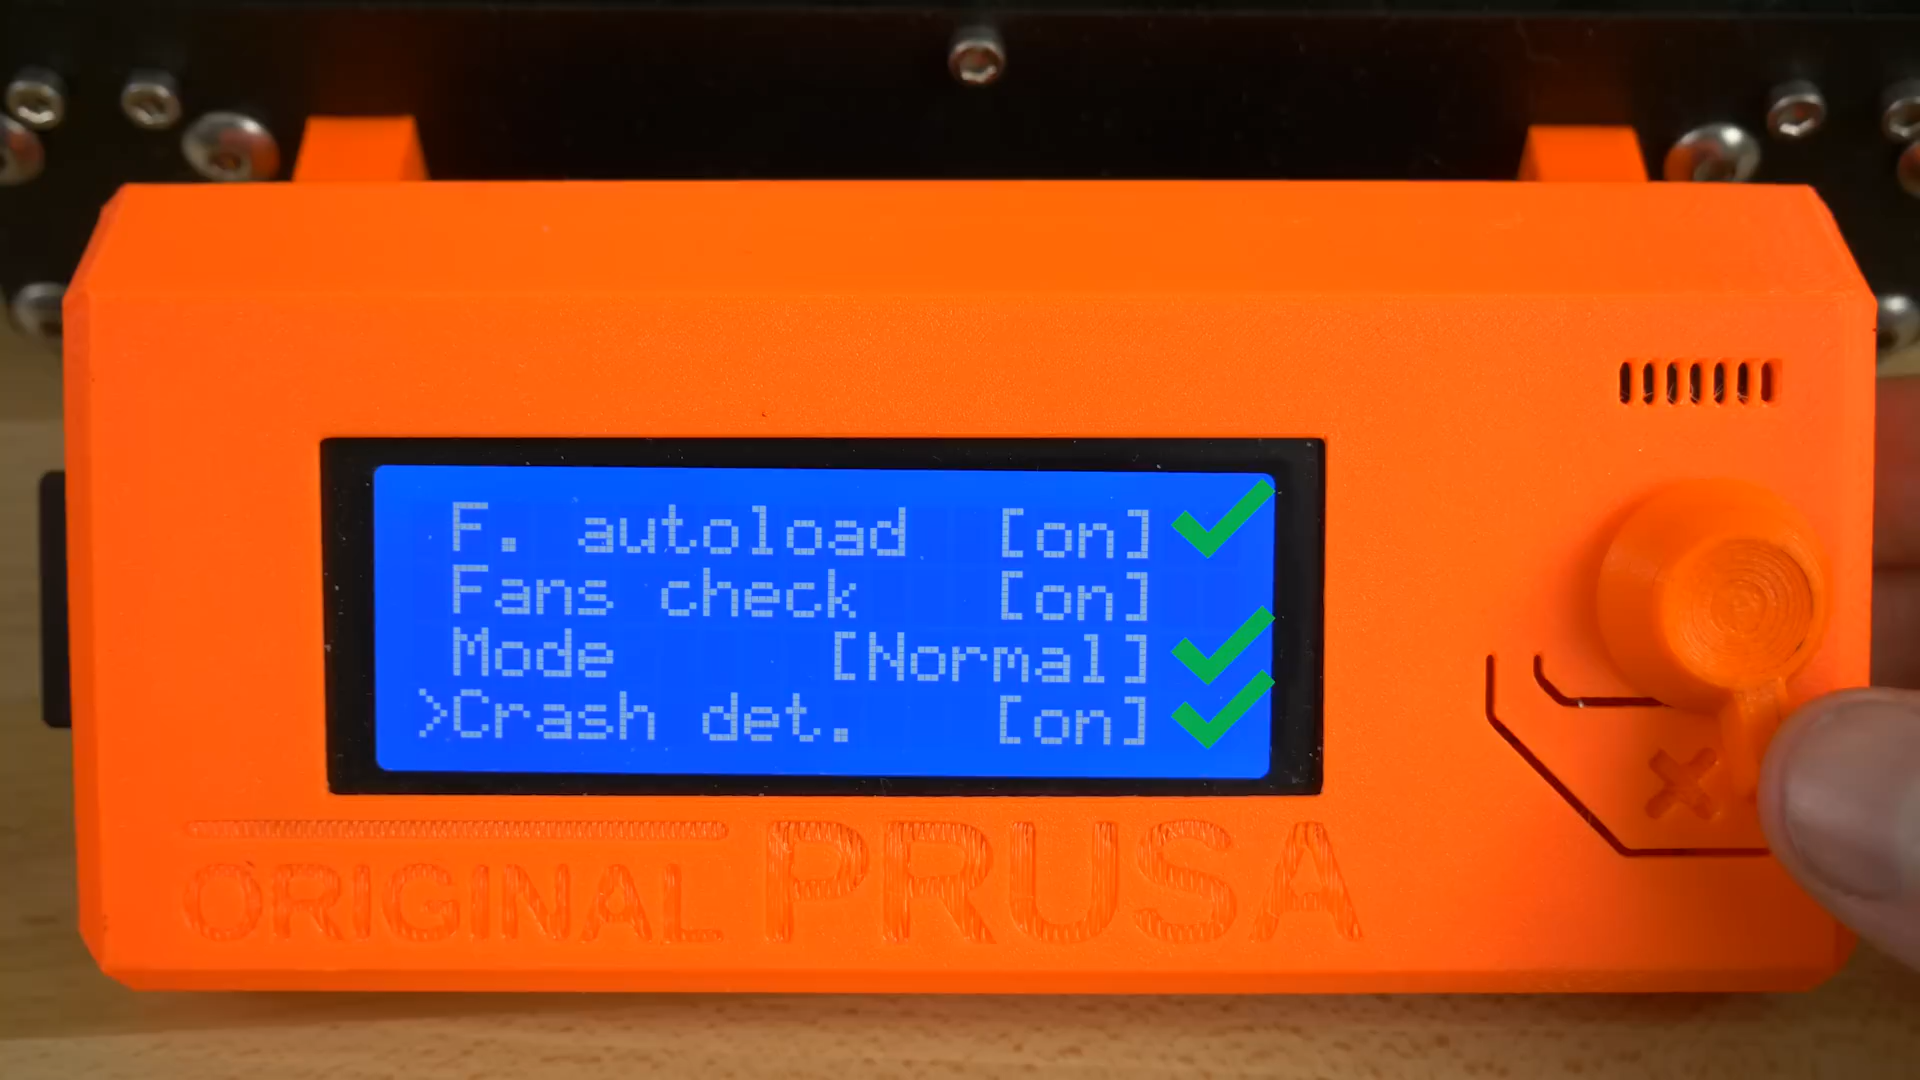 F. autoload [on]
Fans check [on]
Mode [Normal]
>Crash det. [on]
ORIGINAL PRUSA